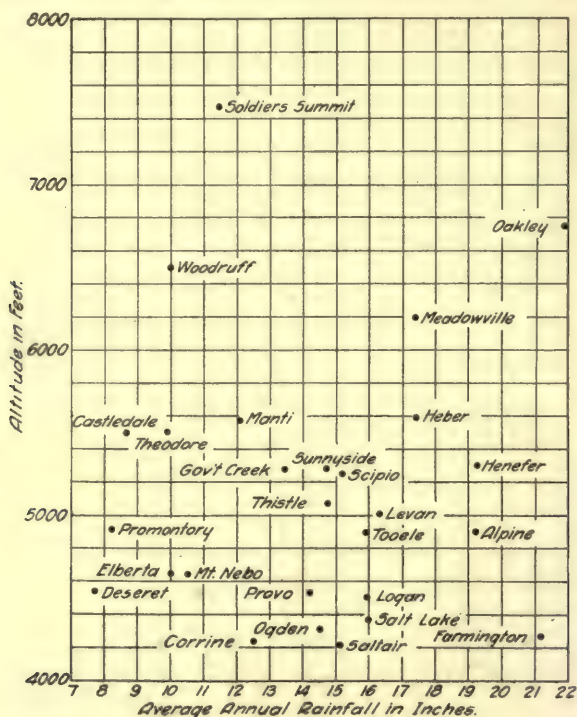 8000
Soldiers Summit
7000
Oakley
Woodruff
Meadowville
Altitude in Feet.
6000
Castledale
Theodore
Manti
Heber
Gov't Creek
Sunnyside
Scipio
Henefer
Thistle
Levan
5000
Promontory
Tooele
Alpine
Elberta
Mt. Nebo
Deseret
Provo
Logan
Salt Lake
Ogden
Corrine
Saltair
Farmington
4000
7 8 9 10 11 12 13 14 15 16 17 18 19 20 21 22
Average Annual Rainfall in Inches.